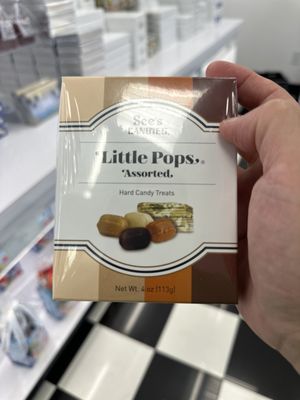 See's
CANDIES®
Little Pops®
Assorted
Hard Candy Treats
Net Wt. 4 oz (113g)